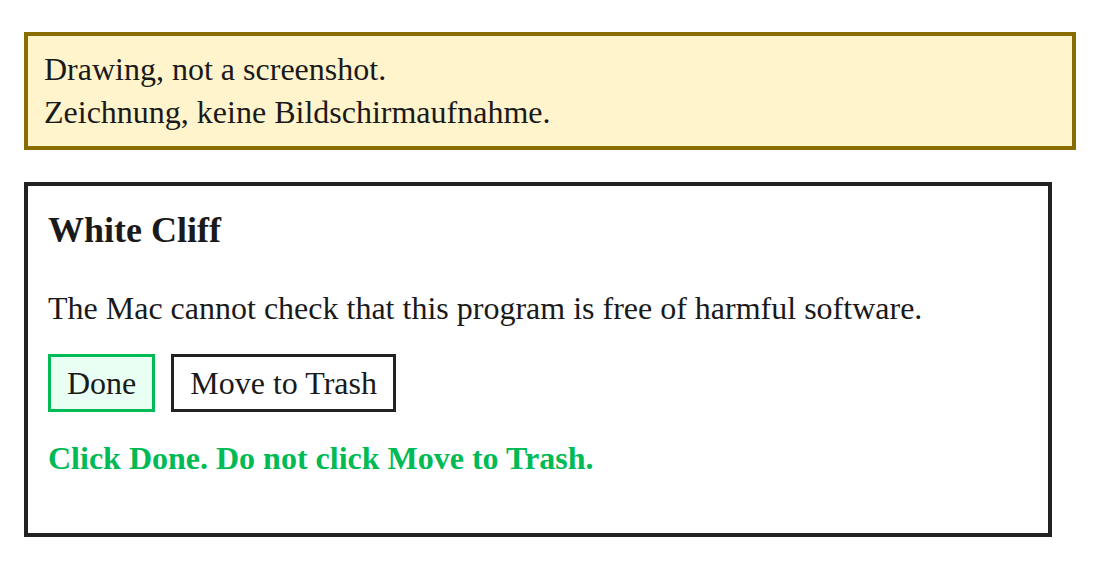 Drawing, not a screenshot.
Zeichnung, keine Bildschirmaufnahme.
White Cliff
The Mac cannot check that this program is free of harmful software.
Done
Move to Trash
Click Done. Do not click Move to Trash.